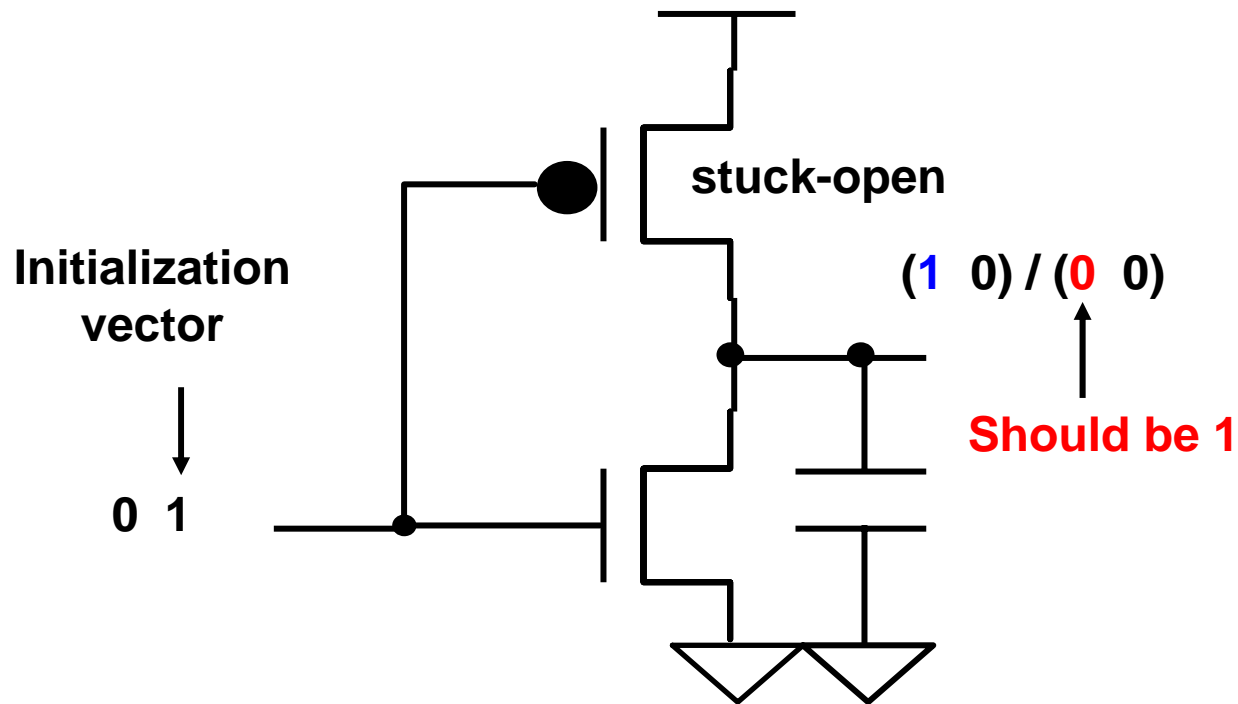 stuck-open
Initialization
vector
(1 0) / (0 0)
Should be 1
0 1